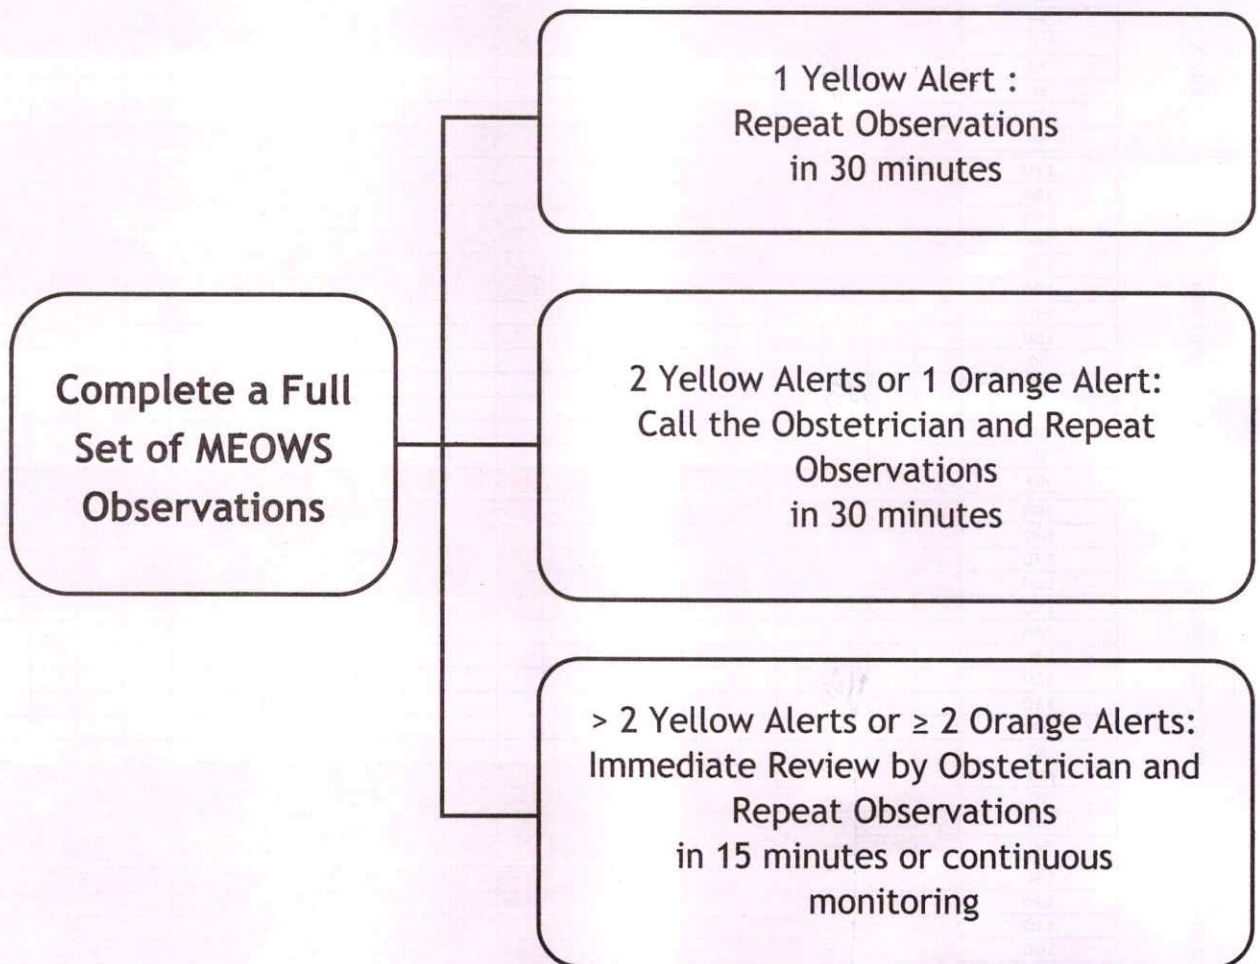 1 Yellow Alert :
Repeat Observations
in 30 minutes
Complete a Full
Set of MEOWS
Observations
2 Yellow Alerts or 1 Orange Alert:
Call the Obstetrician and Repeat
Observations
in 30 minutes
> 2 Yellow Alerts or ≥ 2 Orange Alerts:
Immediate Review by Obstetrician and
Repeat Observations
in 15 minutes or continuous
monitoring